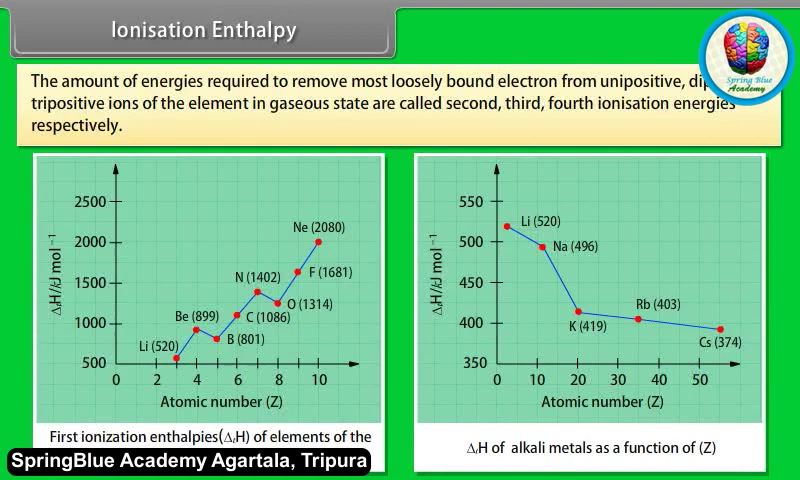 Ionisation Enthalpy
Spring Blue
Academy
The amount of energies required to remeve most loosely bound electron from unipositive,
tripositive ions of the element in gaseous state are called second, third, fourth ionisation energies
respectively.
2500
2000
1500
1000
500
0 2 4 6 8 10
ΔᵢH/kJ mol⁻¹
Li (520)
Be (899)
B (801)
C (1086)
N (1402)
O (1314)
F (1681)
Ne (2080)
Atomic number (Z)
First ionization enthalpies(ΔᵢH) of elements of the
550
500
450
400
350
0 10 20 30 40 50
ΔᵢH/kJ mol⁻¹
Li (520)
Na (496)
K (419)
Rb (403)
Cs (374)
Atomic number (Z)
ΔᵢH of alkali metals as a function of (Z)
SpringBlue Academy Agartala, Tripura